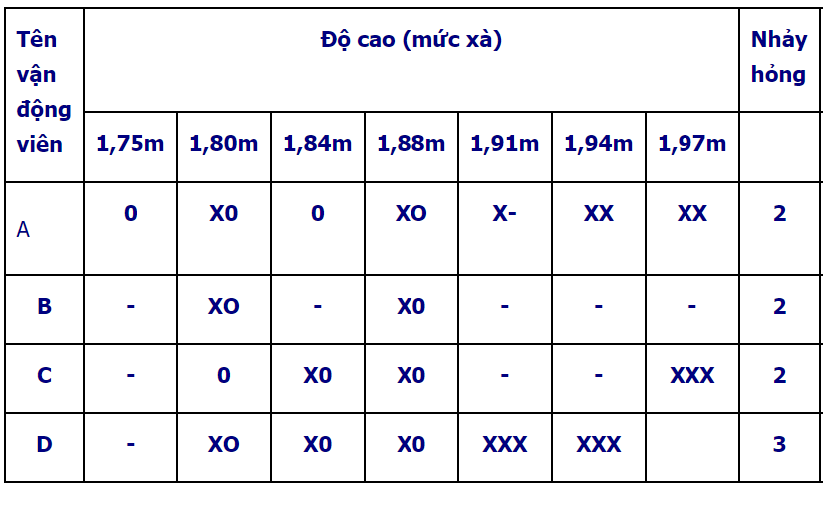 Tên vận động viên
Độ cao (mức xà)
Nhảy hỏng
1,75m 1,80m 1,84m 1,88m 1,91m 1,94m 1,97m
A 0 X0 0 XO X- XX XX 2
B - XO - X0 - - - 2
C - 0 X0 X0 - - XXX 2
D - XO X0 X0 XXX XXX 3